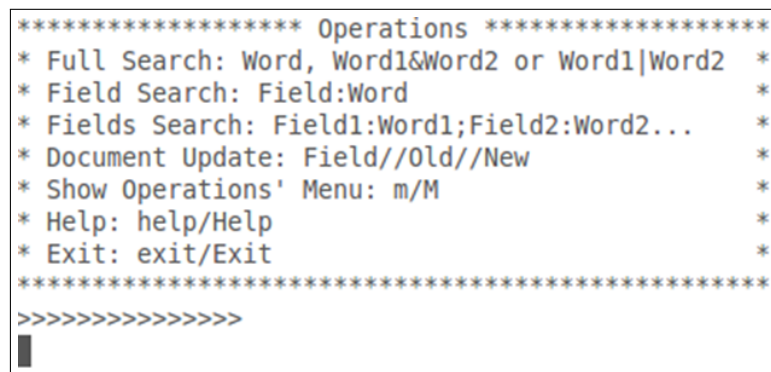 ******************* Operations *******************
* Full Search: Word, Word1&Word2 or Word1|Word2  *
* Field Search: Field:Word                       *
* Fields Search: Field1:Word1;Field2:Word2...    *
* Document Update: Field//Old//New               *
* Show Operations' Menu: m/M                     *
* Help: help/Help                                *
* Exit: exit/Exit                                *
**************************************************
>>>>>>>>>>>>>>>